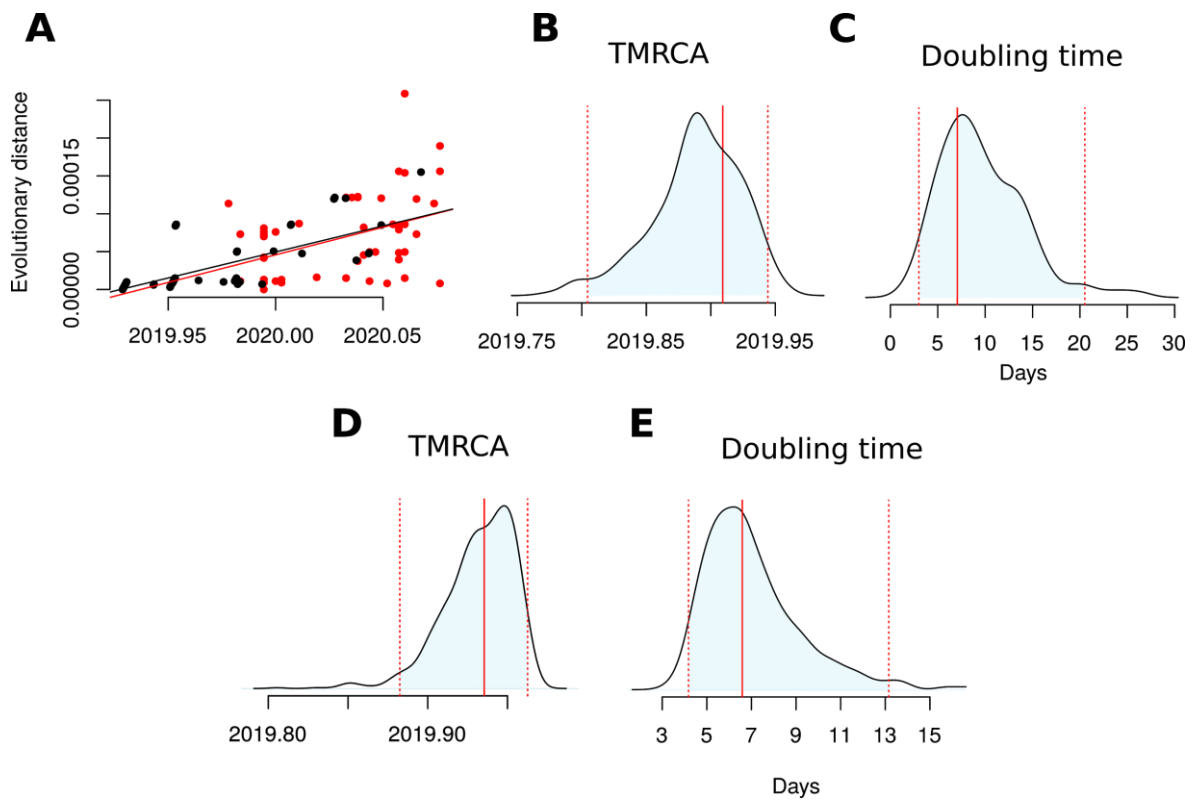 A
B
C
TMRCA
Doubling time
Evolutionary distance
0.00015
0.00000
2019.95 2020.00 2020.05
2019.75 2019.85 2019.95
0 5 10 15 20 25 30
Days
D
E
TMRCA
Doubling time
2019.80 2019.90
3 5 7 9 11 13 15
Days